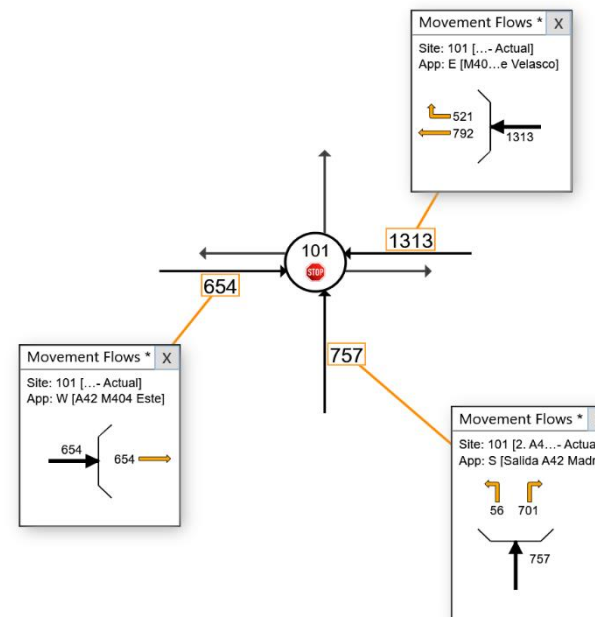 Movement Flows * X
Site: 101 [...- Actual]
App: E [M40...e Velasco]
521
792
1313
101
STOP
1313
654
757
Movement Flows * X
Site: 101 [...- Actual]
App: W [A42 M404 Este]
654
654
Movement Flows *
Site: 101 [2. A4...- Actua
App: S [Salida A42 Madr
56 701
757